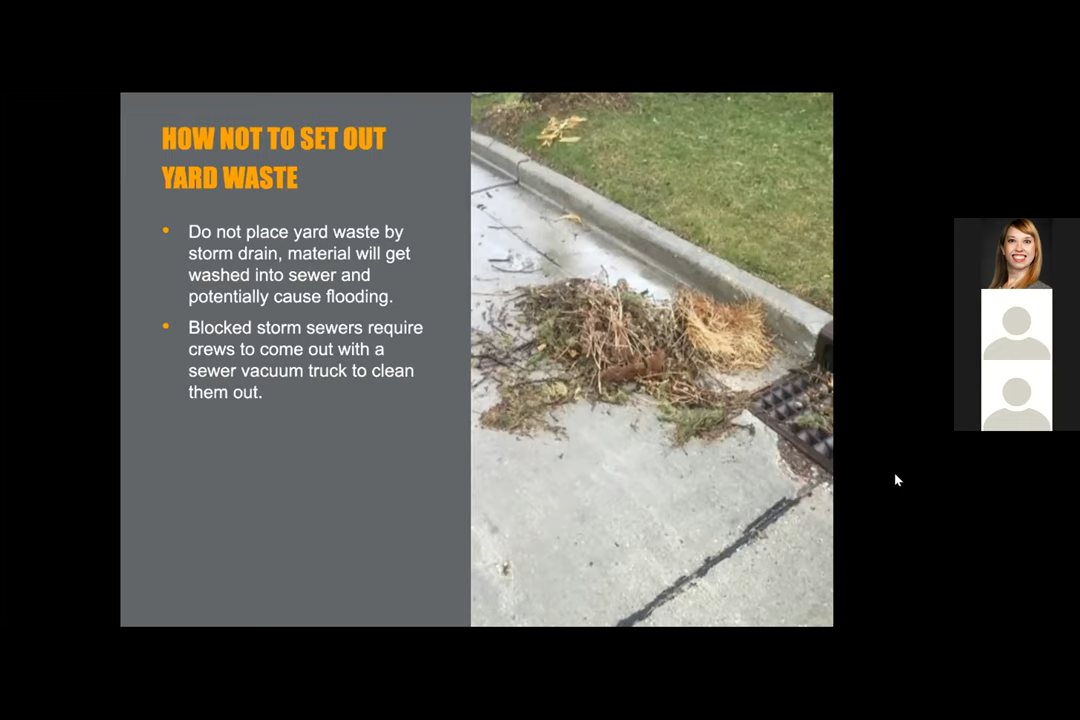 HOW NOT TO SET OUT
YARD WASTE
• Do not place yard waste by
storm drain, material will get
washed into sewer and
potentially cause flooding.
• Blocked storm sewers require
crews to come out with a
sewer vacuum truck to clean
them out.